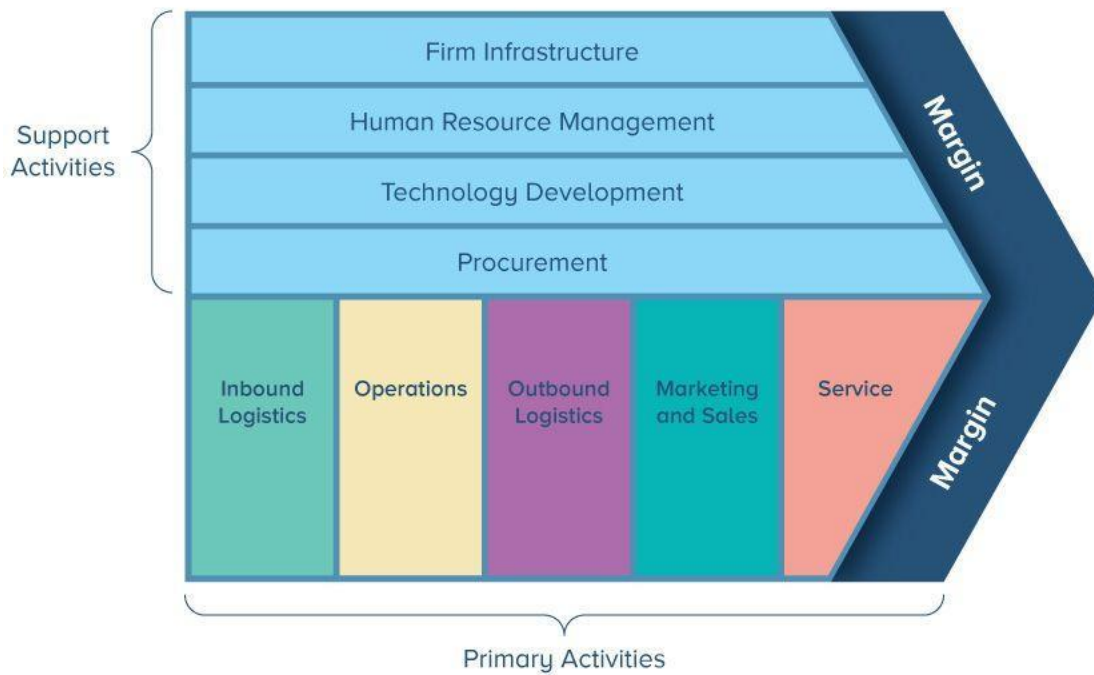 Support
Activities
Firm Infrastructure
Human Resource Management
Technology Development
Procurement
Margin
Inbound
Logistics
Operations
Outbound
Logistics
Marketing
and Sales
Service
Margin
Primary Activities